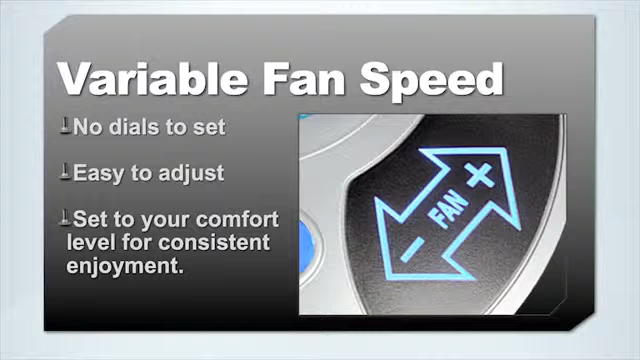 Variable Fan Speed
No dials to set
Easy to adjust
Set to your comfort
level for consistent
enjoyment.
+
FAN
-